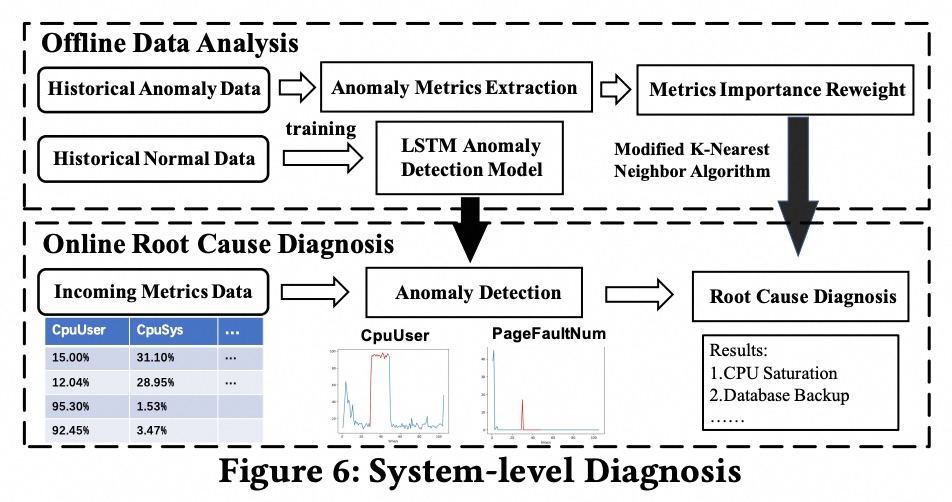 Offline Data Analysis
Historical Anomaly Data
Anomaly Metrics Extraction
Metrics Importance Reweight
training
Historical Normal Data
LSTM Anomaly
Detection Model
Modified K-Nearest
Neighbor Algorithm
Online Root Cause Diagnosis
Incoming Metrics Data
Anomaly Detection
Root Cause Diagnosis
CpuUser CpuSys ...
15.00% 31.10% ...
12.04% 28.95% ...
95.30% 1.53%
92.45% 3.47%
CpuUser
PageFaultNum
Results:
1.CPU Saturation
2.Database Backup
......
Figure 6: System-level Diagnosis